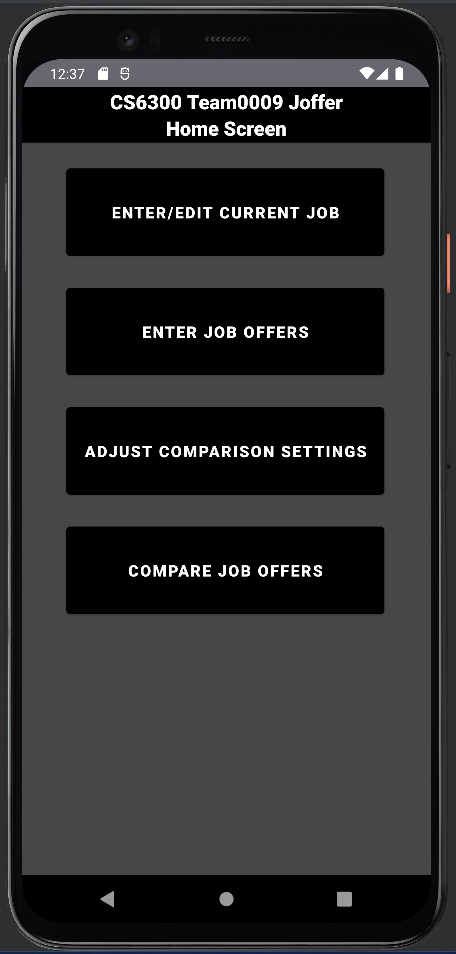 12:37
CS6300 Team0009 Joffer
Home Screen
ENTER/EDIT CURRENT JOB
ENTER JOB OFFERS
ADJUST COMPARISON SETTINGS
COMPARE JOB OFFERS